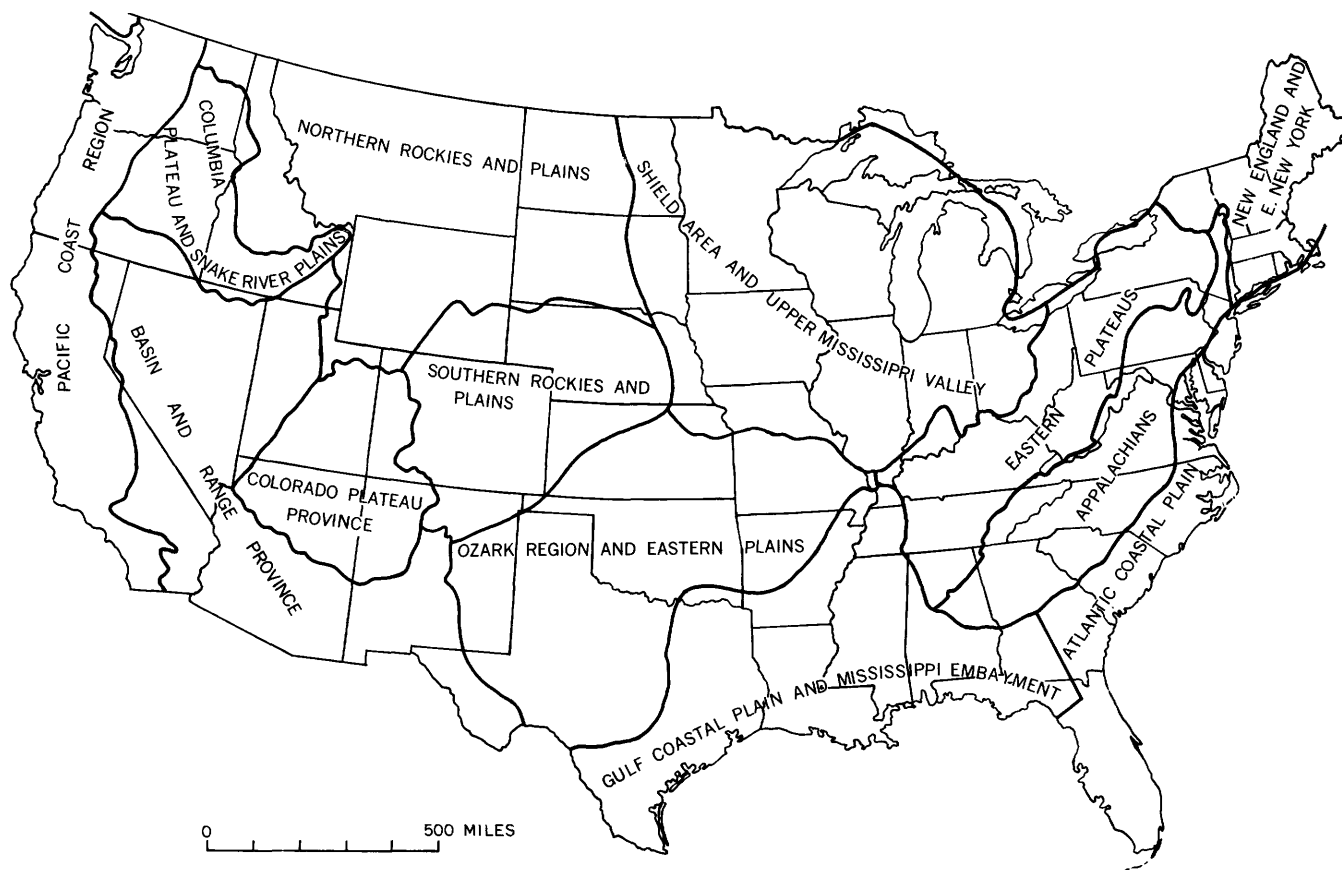 NORTHERN ROCKIES AND PLAINS
COLUMBIA
PLATEAU AND SNAKE RIVER PLAINS
PACIFIC COAST REGION
SHIELD AREA AND UPPER MISSISSIPPI VALLEY
NEW ENGLAND AND
E. NEW YORK
BASIN AND RANGE PROVINCE
SOUTHERN ROCKIES AND
PLAINS
EASTERN PLATEAUS
APPALACHIANS
COLORADO PLATEAU
PROVINCE
OZARK REGION AND EASTERN PLAINS
ATLANTIC COASTAL PLAIN
GULF COASTAL PLAIN AND MISSISSIPPI EMBAYMENT
0 500 MILES